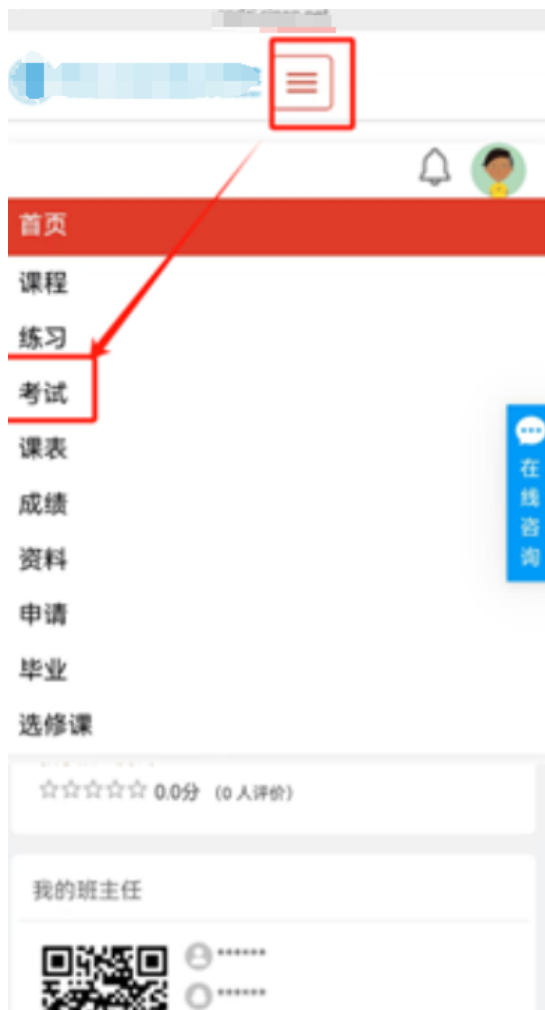 首页
课程
练习
考试
课表
成绩
资料
申请
毕业
选修课
在线咨询
0.0分 (0 人评价)
我的班主任
******
******